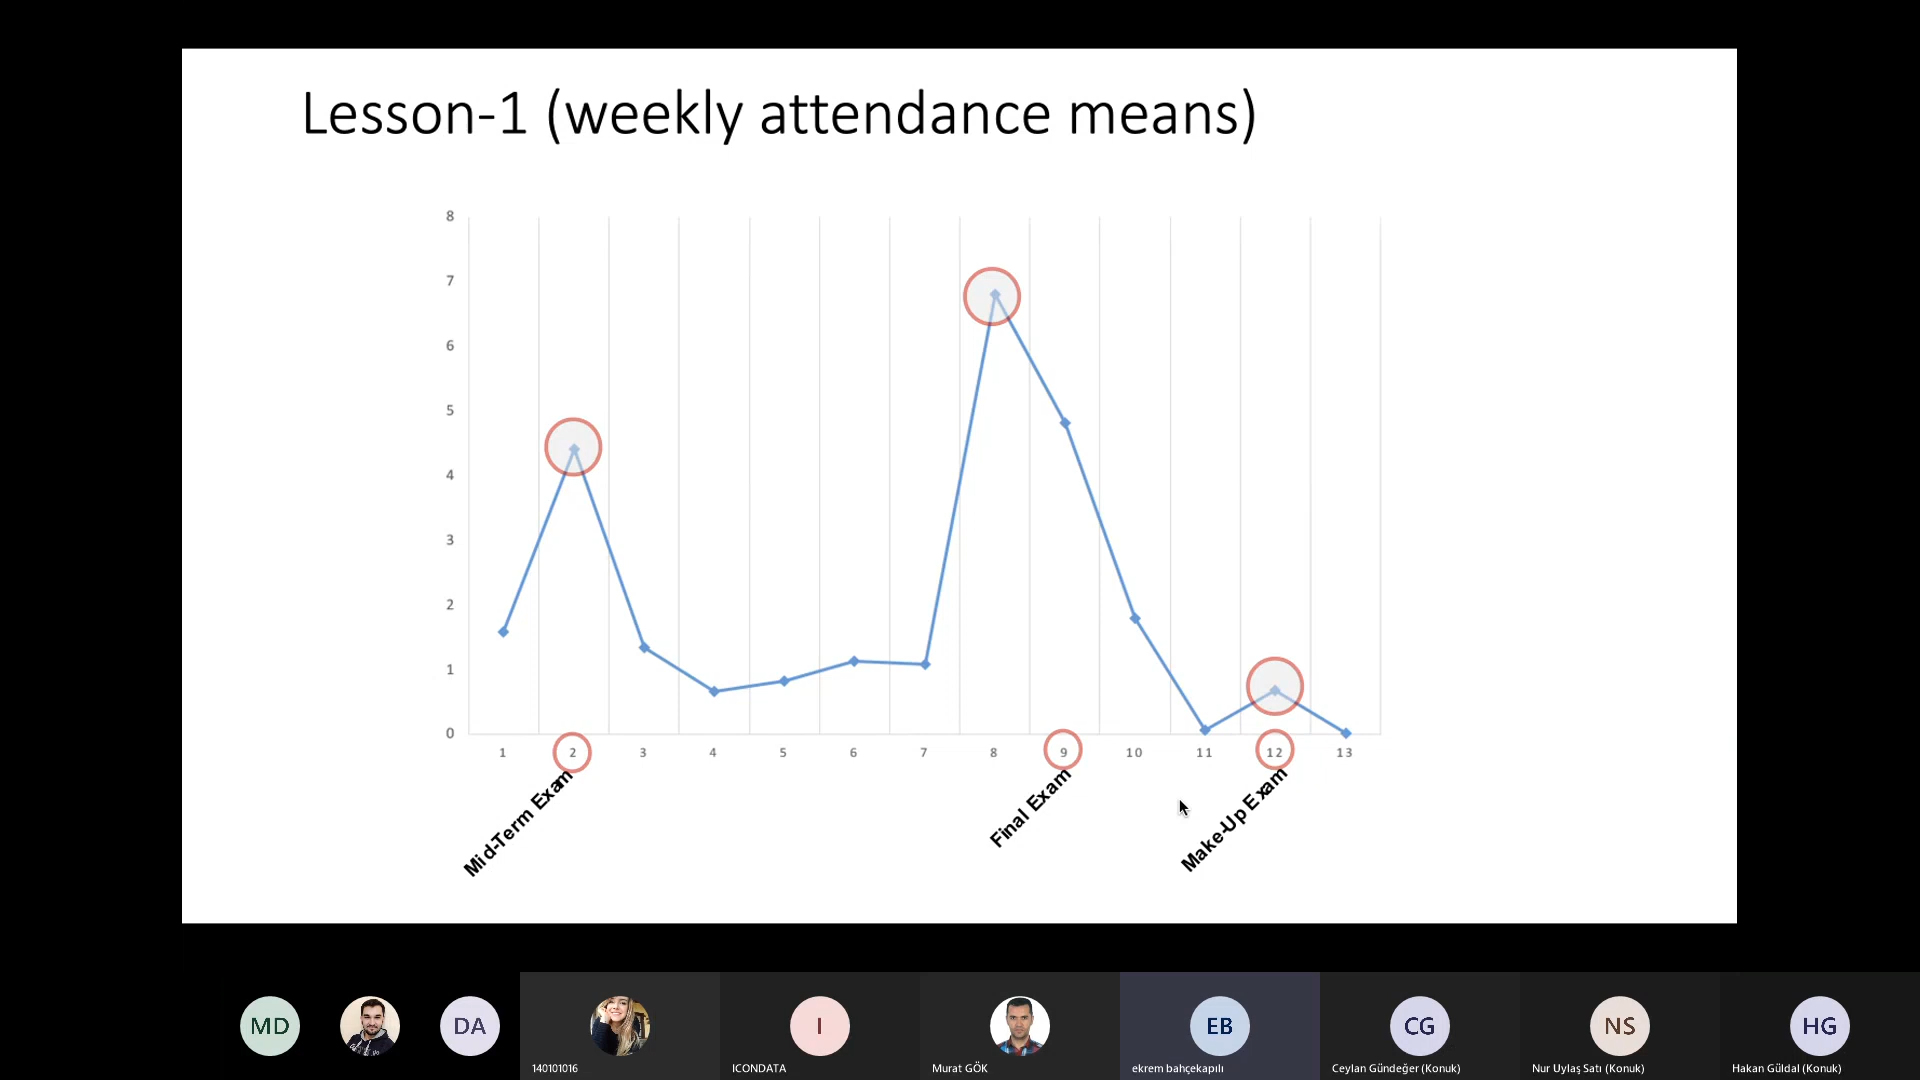 Lesson-1 (weekly attendance means)
8
7
6
5
4
3
2
1
0
1 2 3 4 5 6 7 8 9 10 11 12 13
Mid-Term Exam
Final Exam
Make-Up Exam
MD
DA
I
EB
CG
NS
HG
140101016
ICONDATA
Murat GÖK
ekrem bahçekapılı
Ceylan Gündeğer (Konuk)
Nur Uylaş Satı (Konuk)
Hakan Güldal (Konuk)